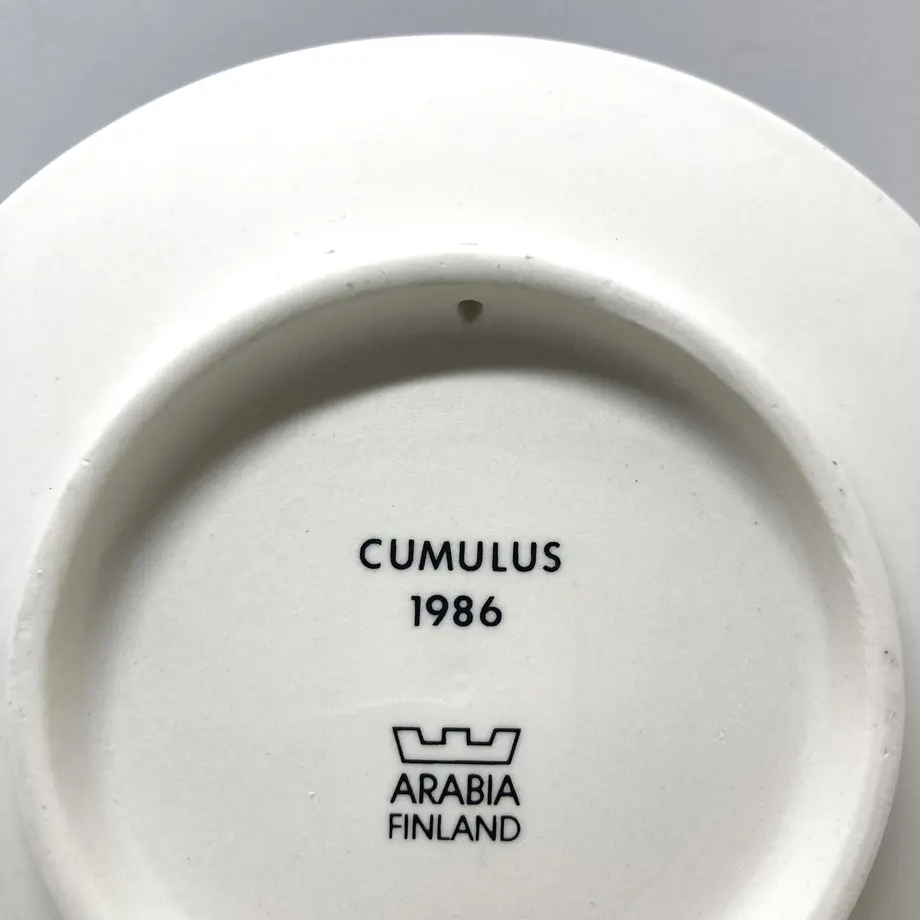 CUMULUS
1986
ARABIA
FINLAND